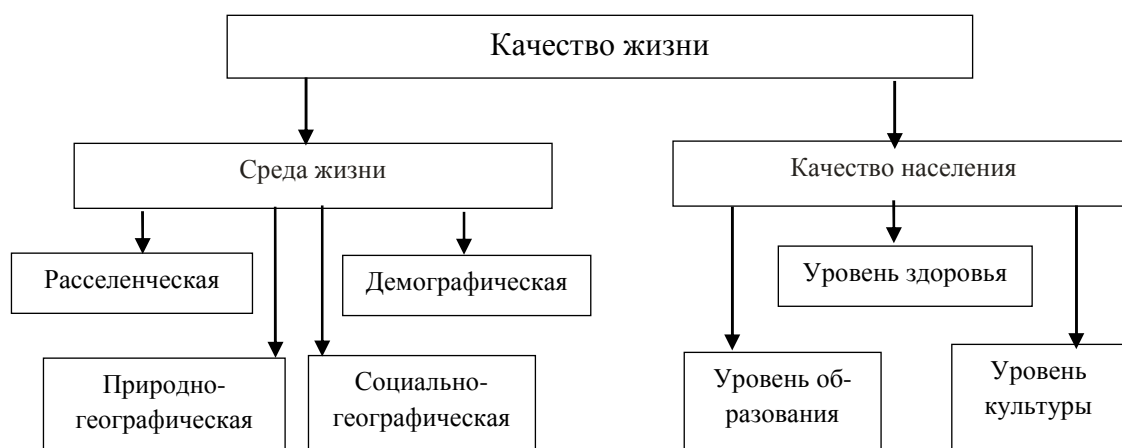 Качество жизни
Среда жизни
Качество населения
Расселенческая
Демографическая
Уровень здоровья
Природно-
географическая
Социально-
географическая
Уровень об-
разования
Уровень
культуры